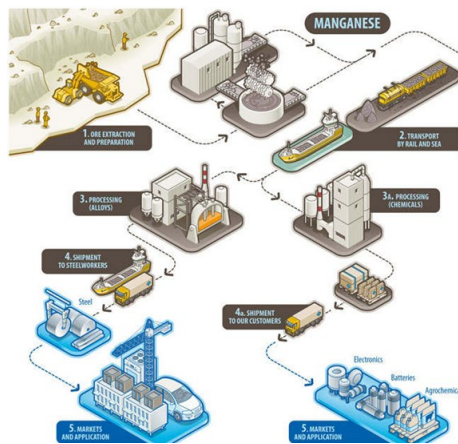 MANGANESE
1. ORE EXTRACTION
AND PREPARATION
2. TRANSPORT
BY RAIL AND SEA
3. PROCESSING
(ALLOYS)
3A. PROCESSING
(CHEMICALS)
4. SHIPMENT
TO STEELWORKERS
Steel
4a. SHIPMENT
TO OUR CUSTOMERS
Electronics
Batteries
Agrochemica
5. MARKETS
AND APPLICATION
5. MARKETS
AND APPLICATION